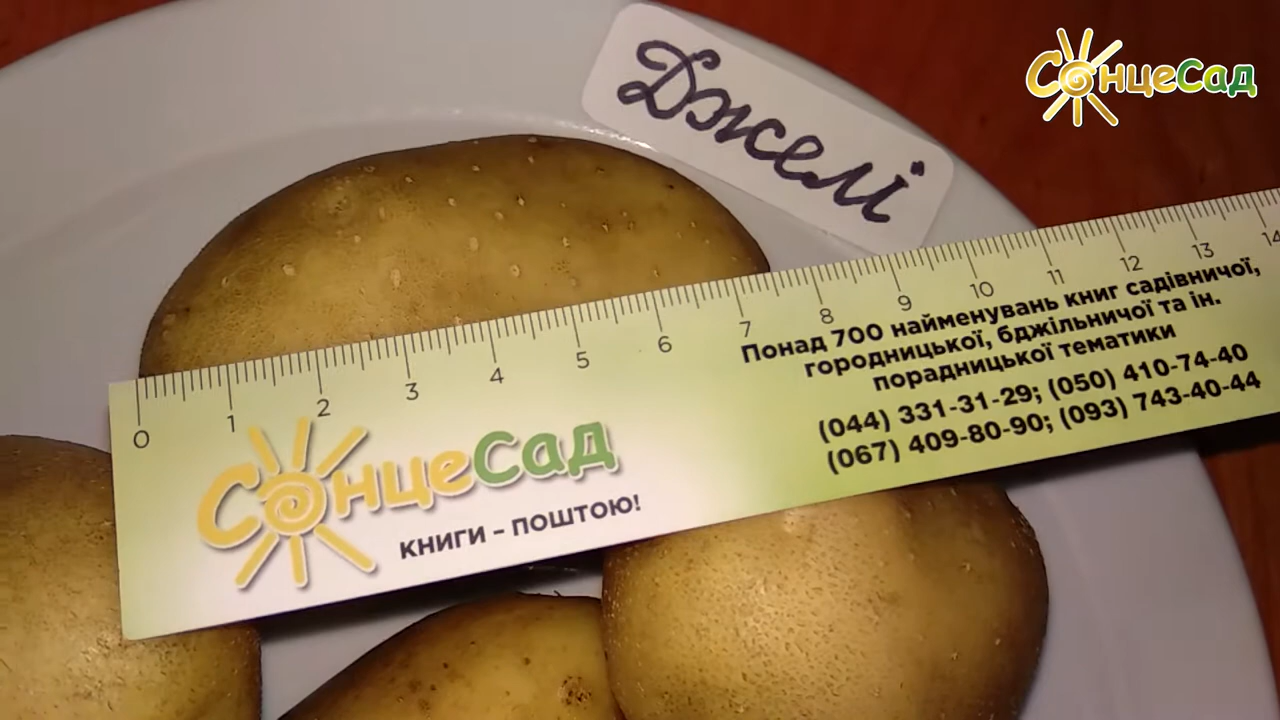 СонцеСад
Джелі
0 1 2 3 4 5 6 7 8 9 10 11 12 13 14
Понад 700 найменувань книг садівничої,
городницької, бджільничої та ін.
порадницької тематики
(044) 331-31-29; (050) 410-74-40
(067) 409-80-90; (093) 743-40-44
СонцеСад
КНИГИ – ПОШТОЮ!